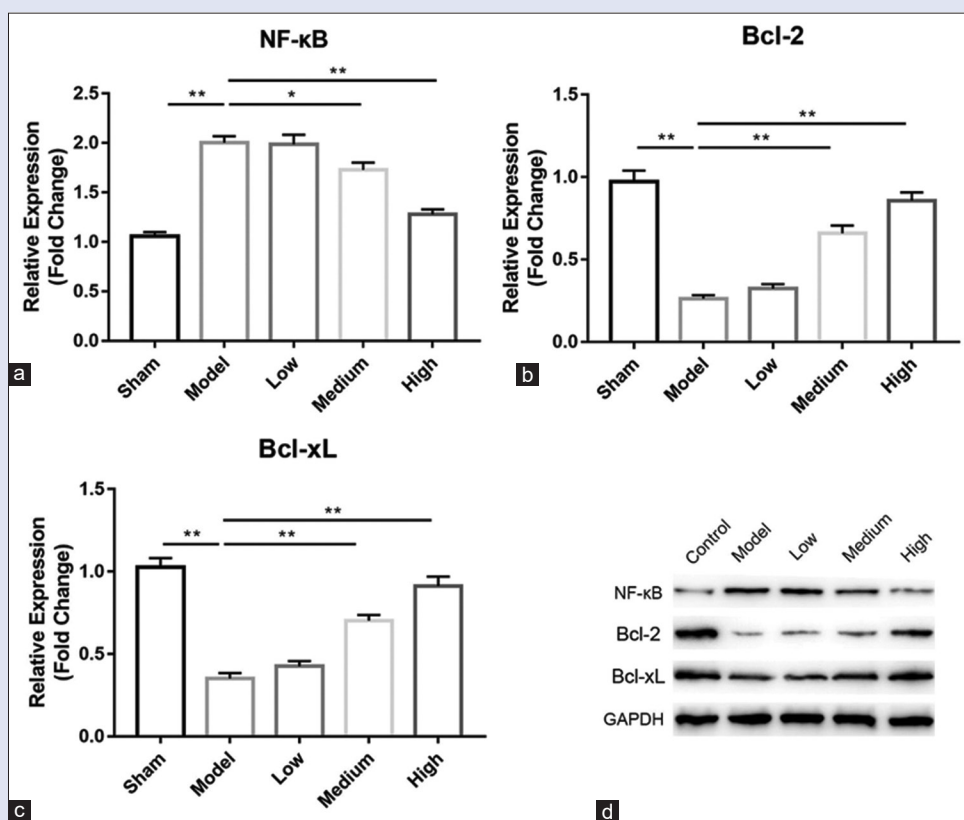 NF-κB
Relative Expression
(Fold Change)
2.5
2.0
1.5
1.0
0.5
0.0
**
*
**
Sham
Model
Low
Medium
High
a
Bcl-2
Relative Expression
(Fold Change)
1.5
1.0
0.5
0.0
**
**
**
Sham
Model
Low
Medium
High
b
Bcl-xL
Relative Expression
(Fold Change)
1.5
1.0
0.5
0.0
**
**
**
Sham
Model
Low
Medium
High
c
Control
Model
Low
Medium
High
NF-κB
Bcl-2
Bcl-xL
GAPDH
d